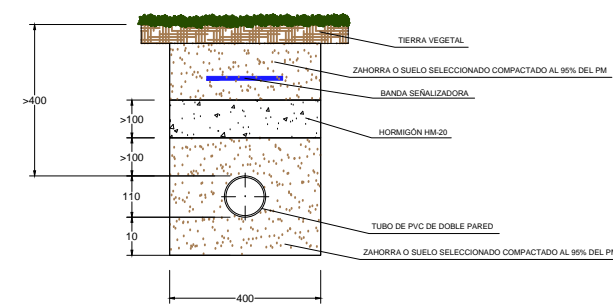 TIERRA VEGETAL
ZAHORRA O SUELO SELECCIONADO COMPACTADO AL 95% DEL PM
BANDA SEÑALIZADORA
>400
>100
HORMIGÓN HM-20
>100
110
TUBO DE PVC DE DOBLE PARED
10
ZAHORRA O SUELO SELECCIONADO COMPACTADO AL 95% DEL PM
400